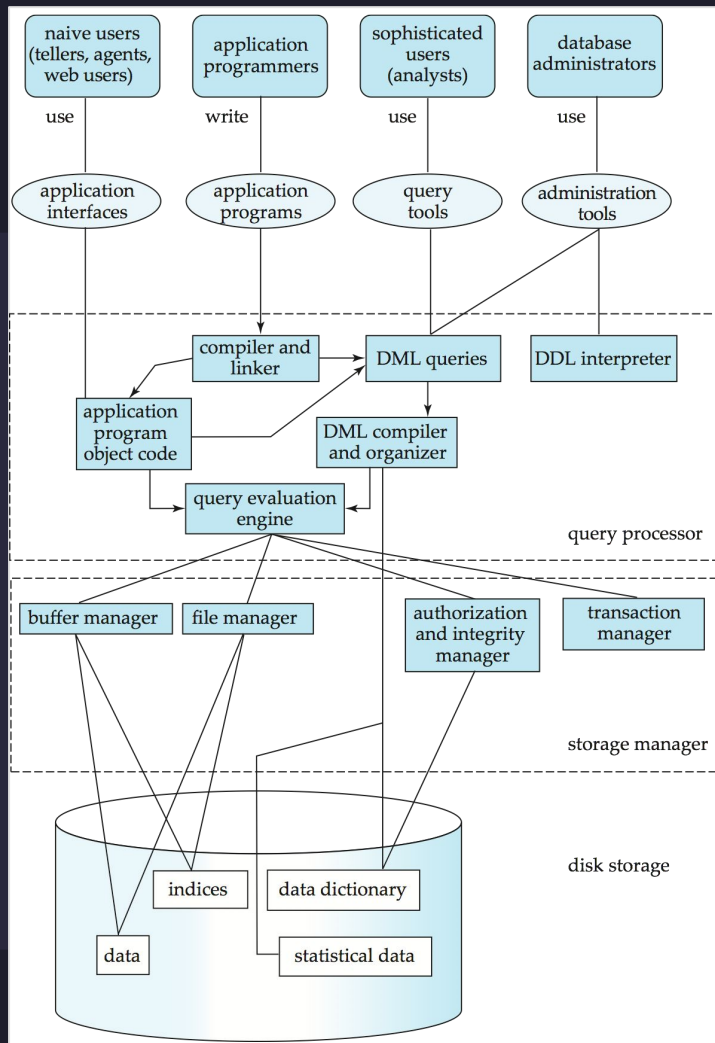 naive users
(tellers, agents,
web users)
application
programmers
sophisticated
users
(analysts)
database
administrators
use
write
use
use
application
interfaces
application
programs
query
tools
administration
tools
compiler and
linker
DML queries
DDL interpreter
application
program
object code
DML compiler
and organizer
query evaluation
engine
query processor
buffer manager
file manager
authorization
and integrity
manager
transaction
manager
storage manager
disk storage
indices
data dictionary
data
statistical data